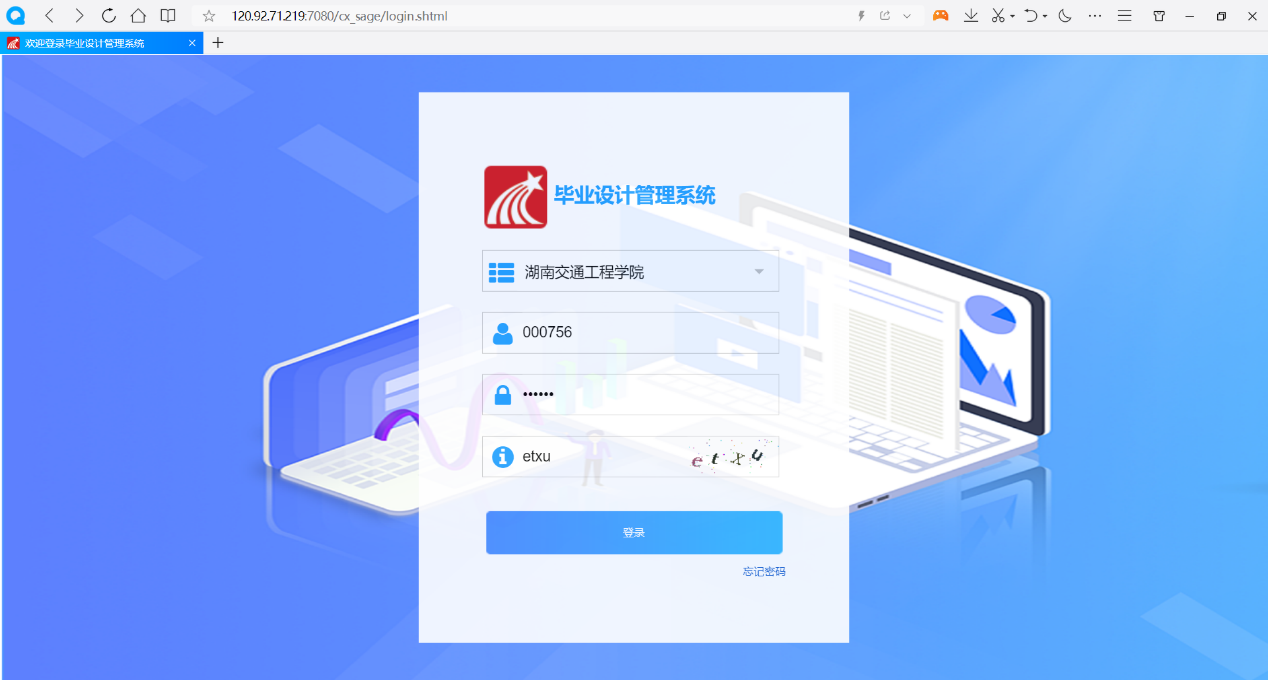 120.92.71.219:7080/cx_sage/login.shtml
欢迎登录毕业设计管理系统
毕业设计管理系统
湖南交通工程学院
000756
••••••
etxu
e t x u
登录
忘记密码